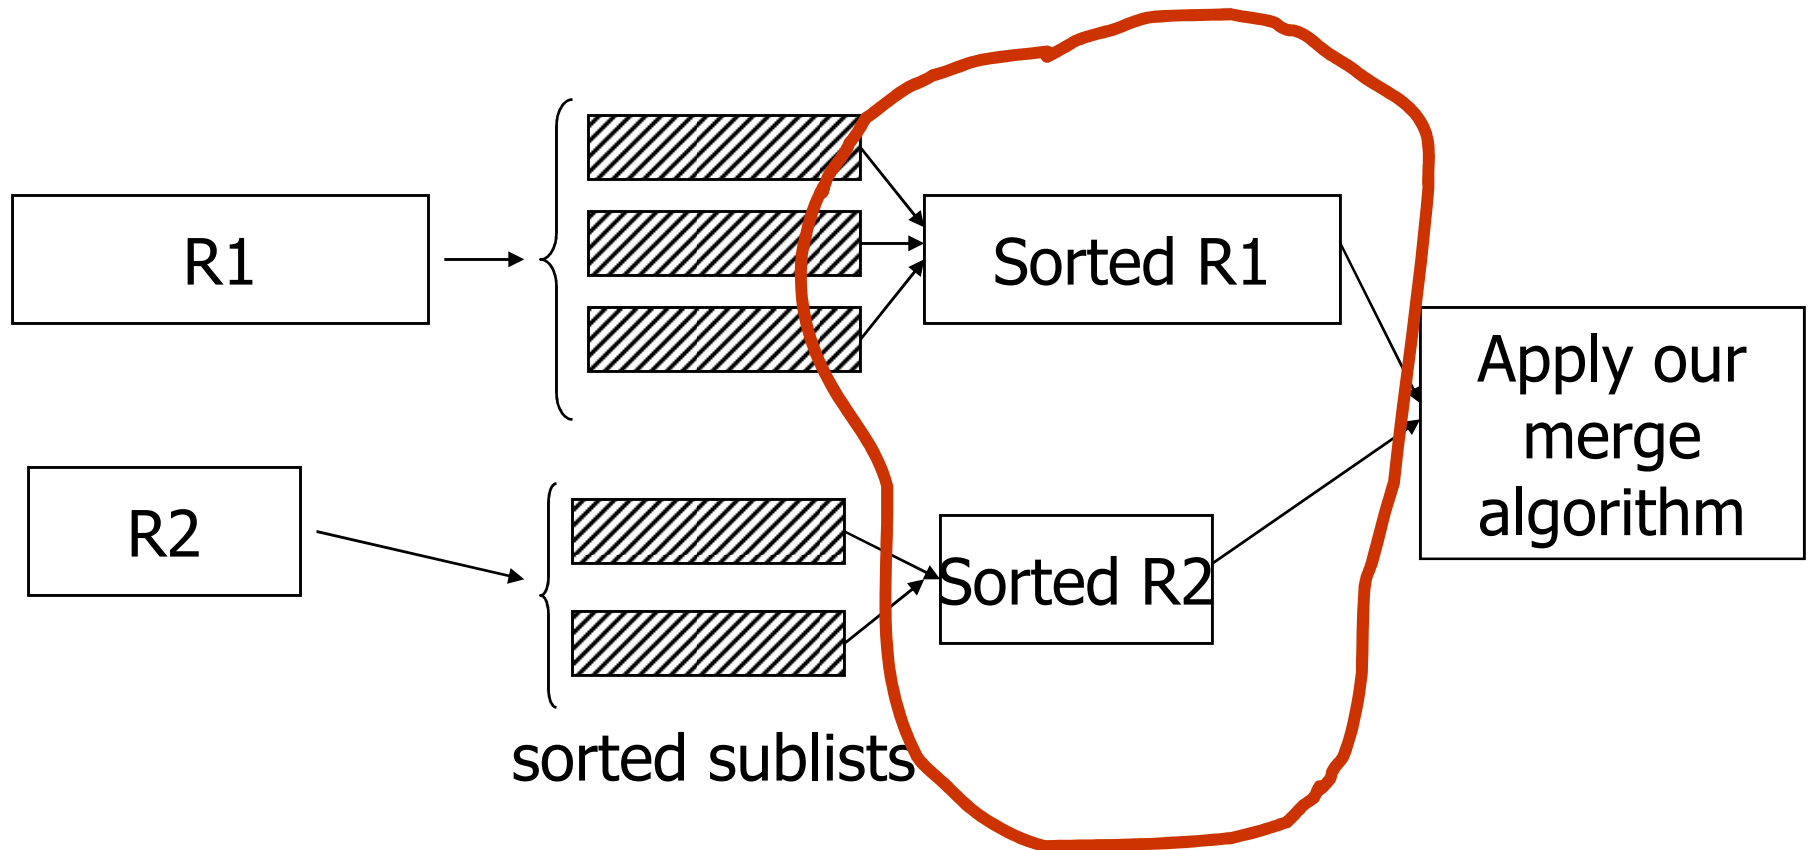 R1
Sorted R1
Apply our
merge
algorithm
R2
Sorted R2
sorted sublists